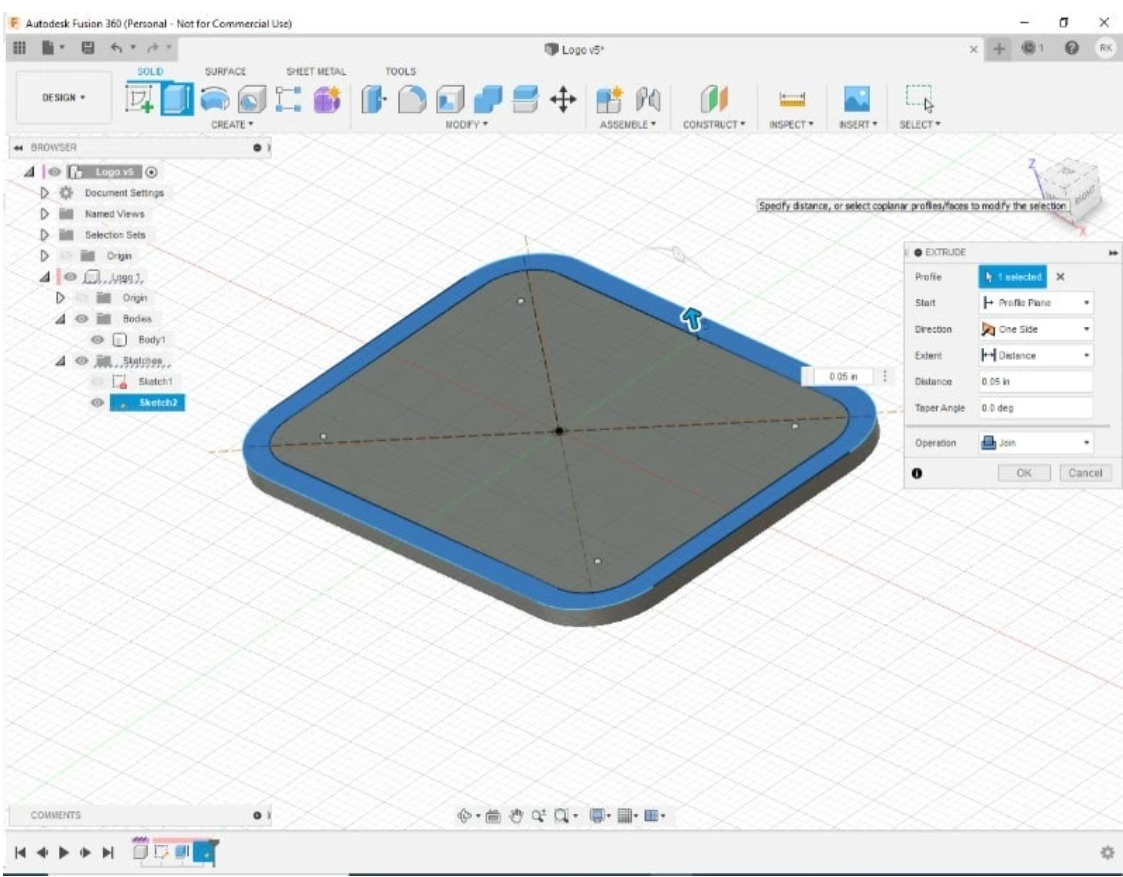 Autodesk Fusion 360 (Personal - Not for Commercial Use)
Logo v5*
1
RK
DESIGN
SOLID SURFACE SHEET METAL TOOLS
CREATE MODIFY ASSEMBLE CONSTRUCT INSPECT INSERT SELECT
BROWSER
Logo v5
Document Settings
Named Views
Selection Sets
Origin
Logo:1
Origin
Bodies
Body1
Sketches
Sketch1
Sketch2
Z
RIGHT
X
Specify distance, or select coplanar profiles/faces to modify the selection
EXTRUDE
Profile 1 selected
Start Profile Plane
Direction One Side
Extent Distance
Distance 0.05 in
Taper Angle 0.0 deg
Operation Join
OK Cancel
0.05 in
COMMENTS